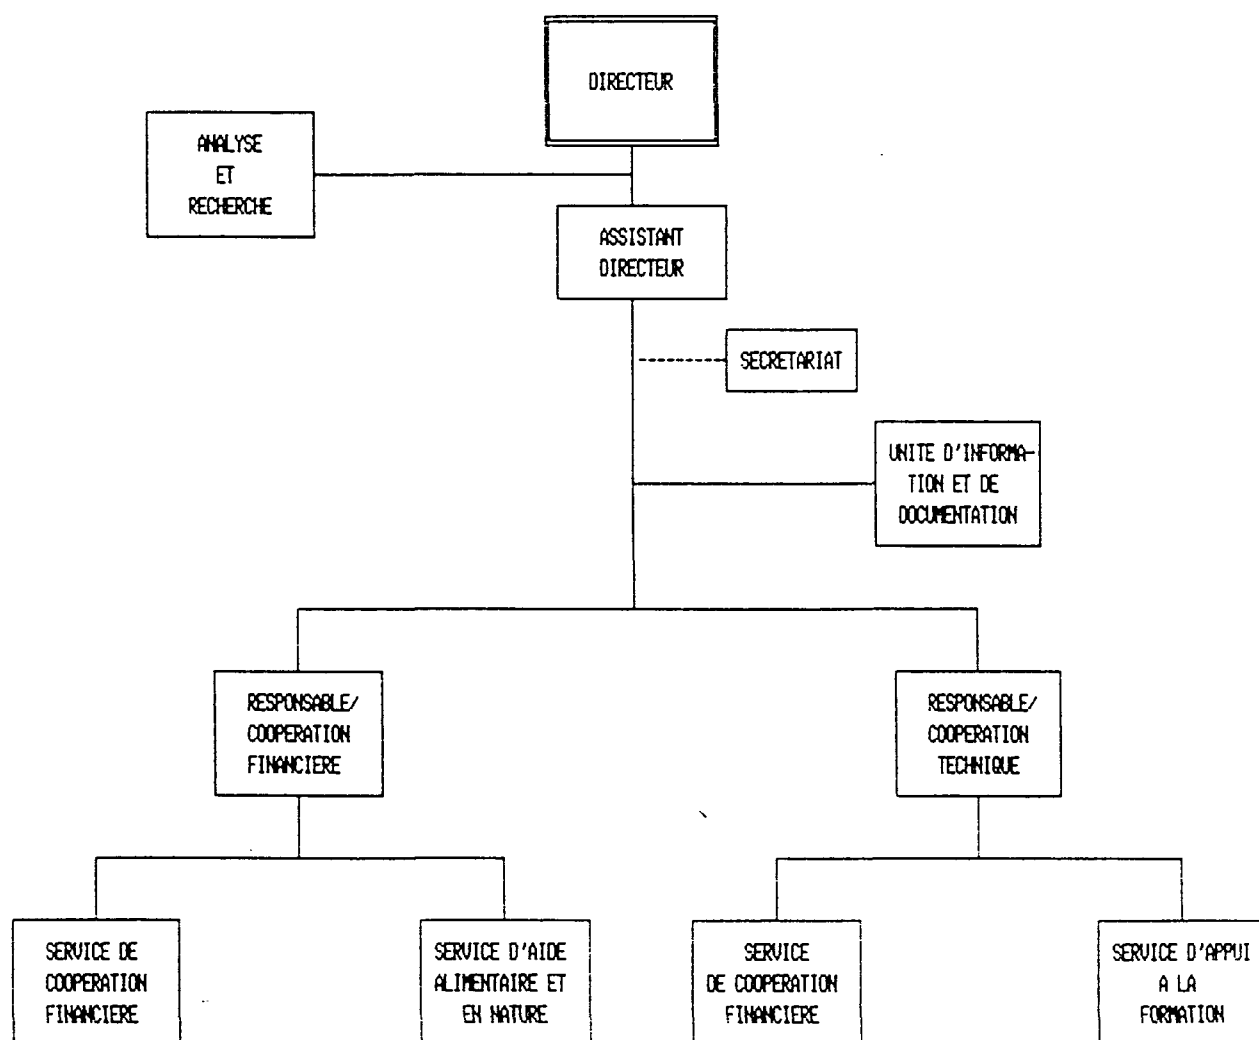 DIRECTEUR
ANALYSE
ET
RECHERCHE
ASSISTANT
DIRECTEUR
SECRETARIAT
UNITE D'INFORMA-
TION ET DE
DOCUMENTATION
RESPONSABLE/
COOPERATION
FINANCIERE
RESPONSABLE/
COOPERATION
TECHNIQUE
SERVICE DE
COOPERATION
FINANCIERE
SERVICE D'AIDE
ALIMENTAIRE ET
EN NATURE
SERVICE
DE COOPERATION
FINANCIERE
SERVICE D'APPUI
A LA
FORMATION